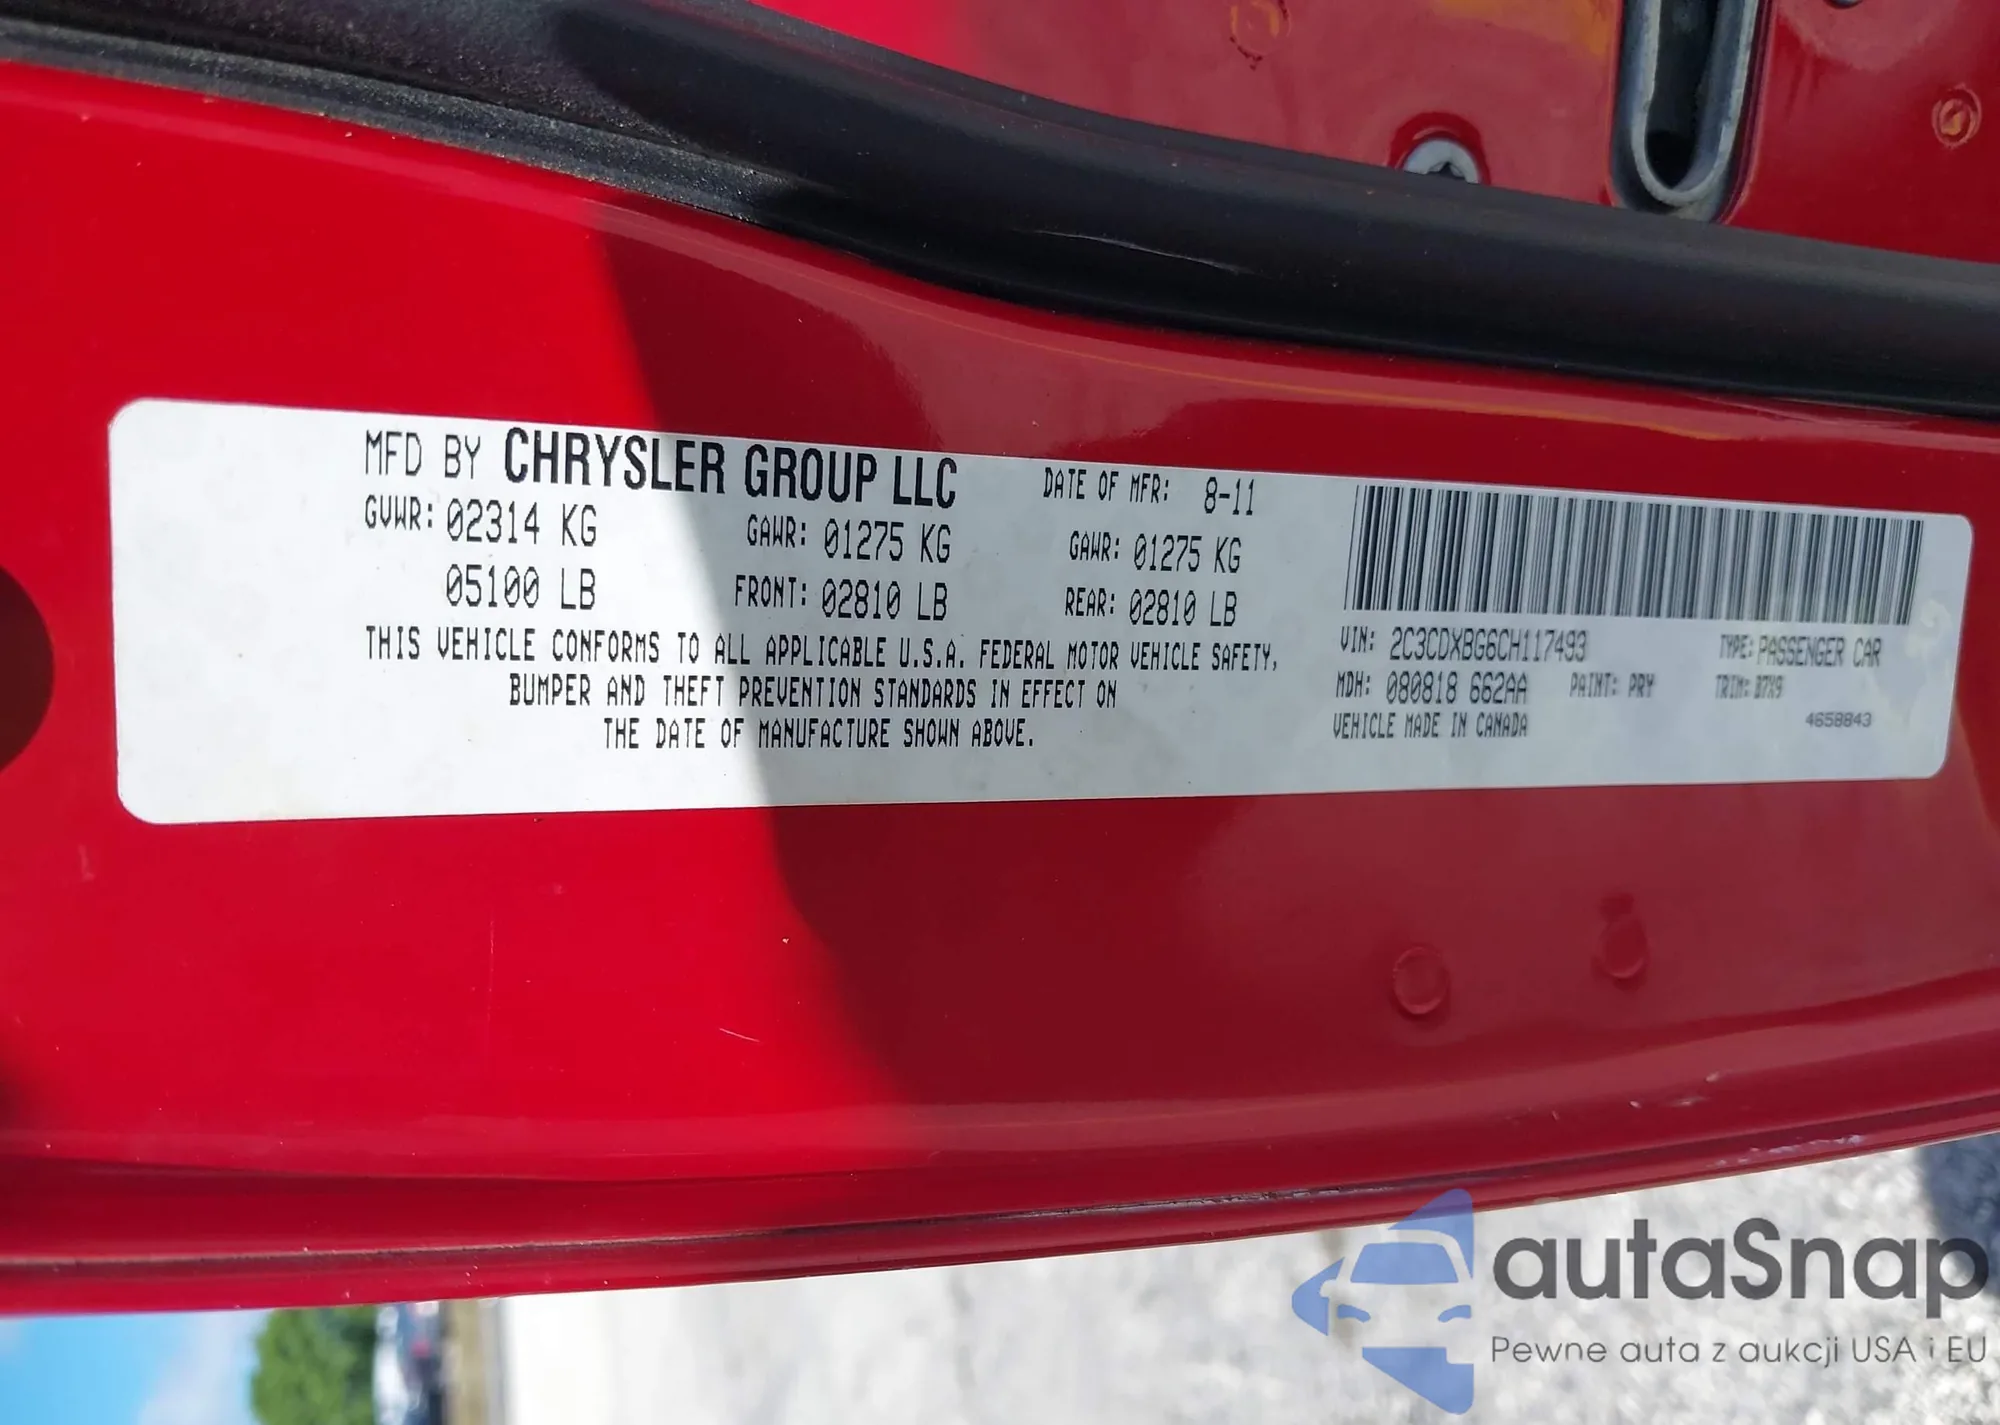 MFD BY CHRYSLER GROUP LLC DATE OF MFR: 8-11
GVWR: 02314 KG GAWR: 01275 KG GAWR: 01275 KG
05100 LB FRONT: 02810 LB REAR: 02810 LB
THIS VEHICLE CONFORMS TO ALL APPLICABLE U.S.A. FEDERAL MOTOR VEHICLE SAFETY,
BUMPER AND THEFT PREVENTION STANDARDS IN EFFECT ON
THE DATE OF MANUFACTURE SHOWN ABOVE.
VIN: 2C3CDXBG6CH117493 TYPE: PASSENGER CAR
MDH: 080818 662AA PAINT: PRY TRIM: B7X9
VEHICLE MADE IN CANADA 4658843
autaSnap
Pewne auta z aukcji USA i EU